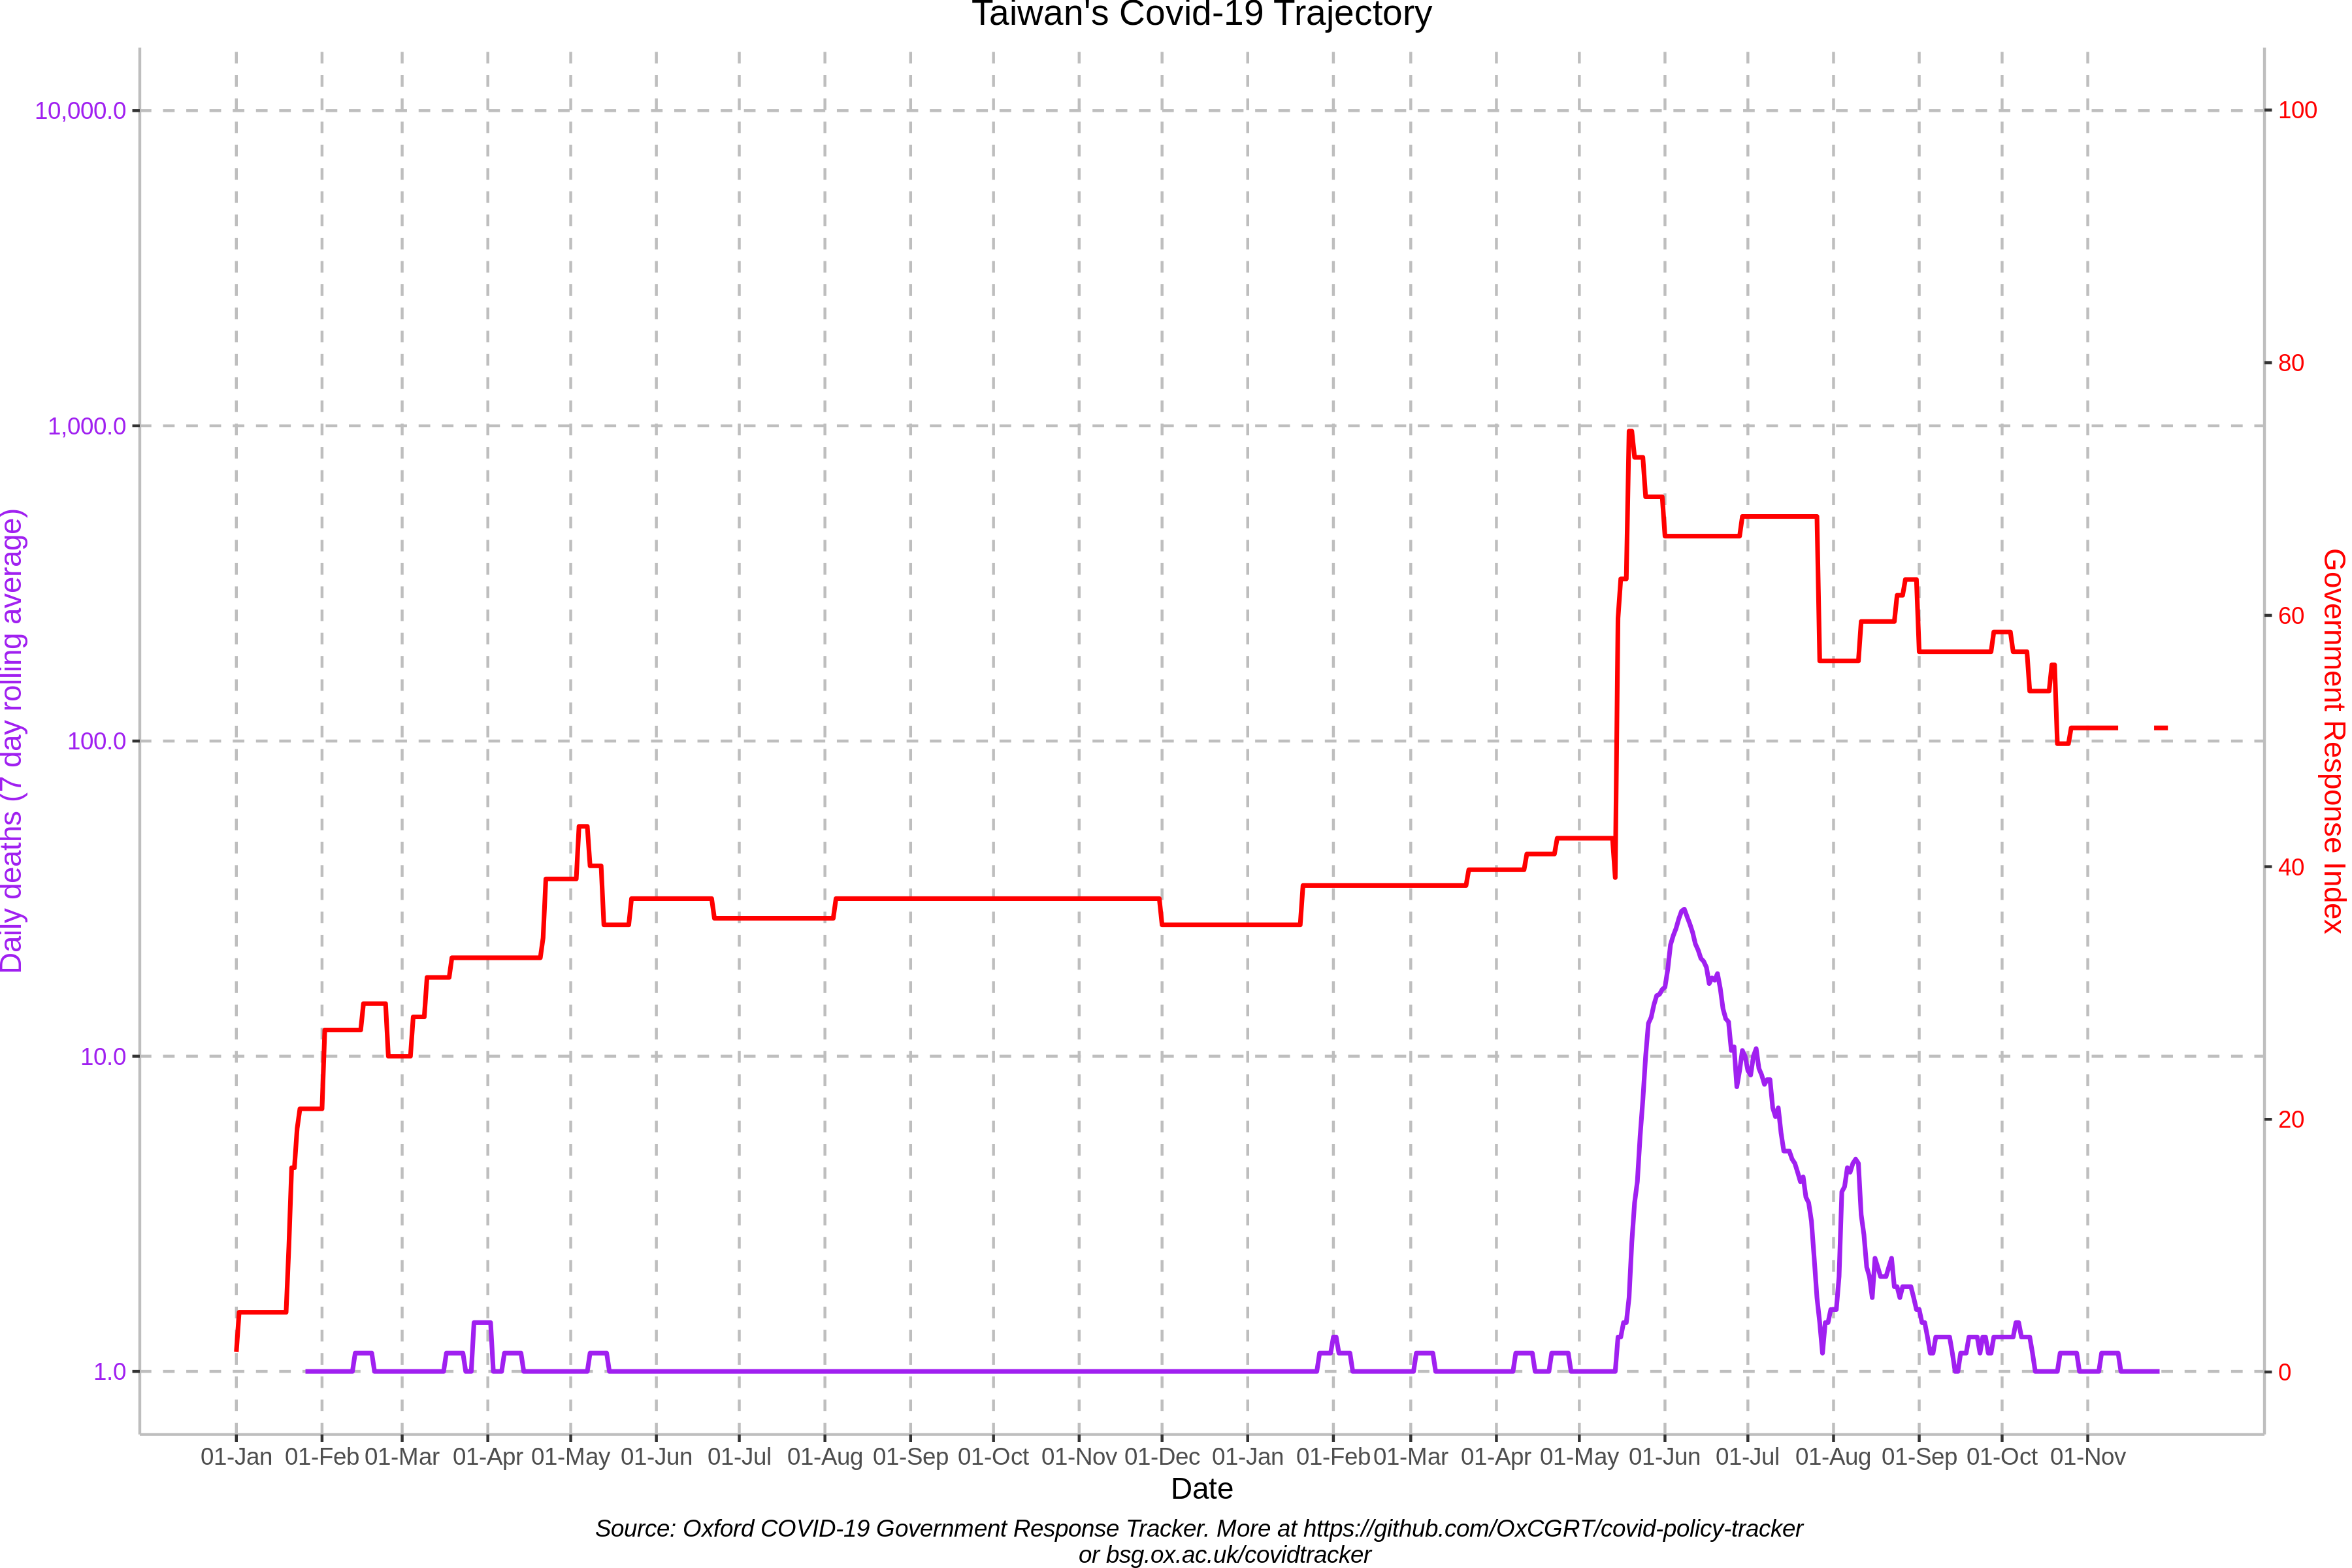 Taiwan's Covid-19 Trajectory
10,000.0
1,000.0
100.0
10.0
1.0
Daily deaths (7 day rolling average)
100
80
60
40
20
0
Government Response Index
01-Jan 01-Feb 01-Mar 01-Apr 01-May 01-Jun 01-Jul 01-Aug 01-Sep 01-Oct 01-Nov 01-Dec 01-Jan 01-Feb 01-Mar 01-Apr 01-May 01-Jun 01-Jul 01-Aug 01-Sep 01-Oct 01-Nov
Date
Source: Oxford COVID-19 Government Response Tracker. More at https://github.com/OxCGRT/covid-policy-tracker
or bsg.ox.ac.uk/covidtracker